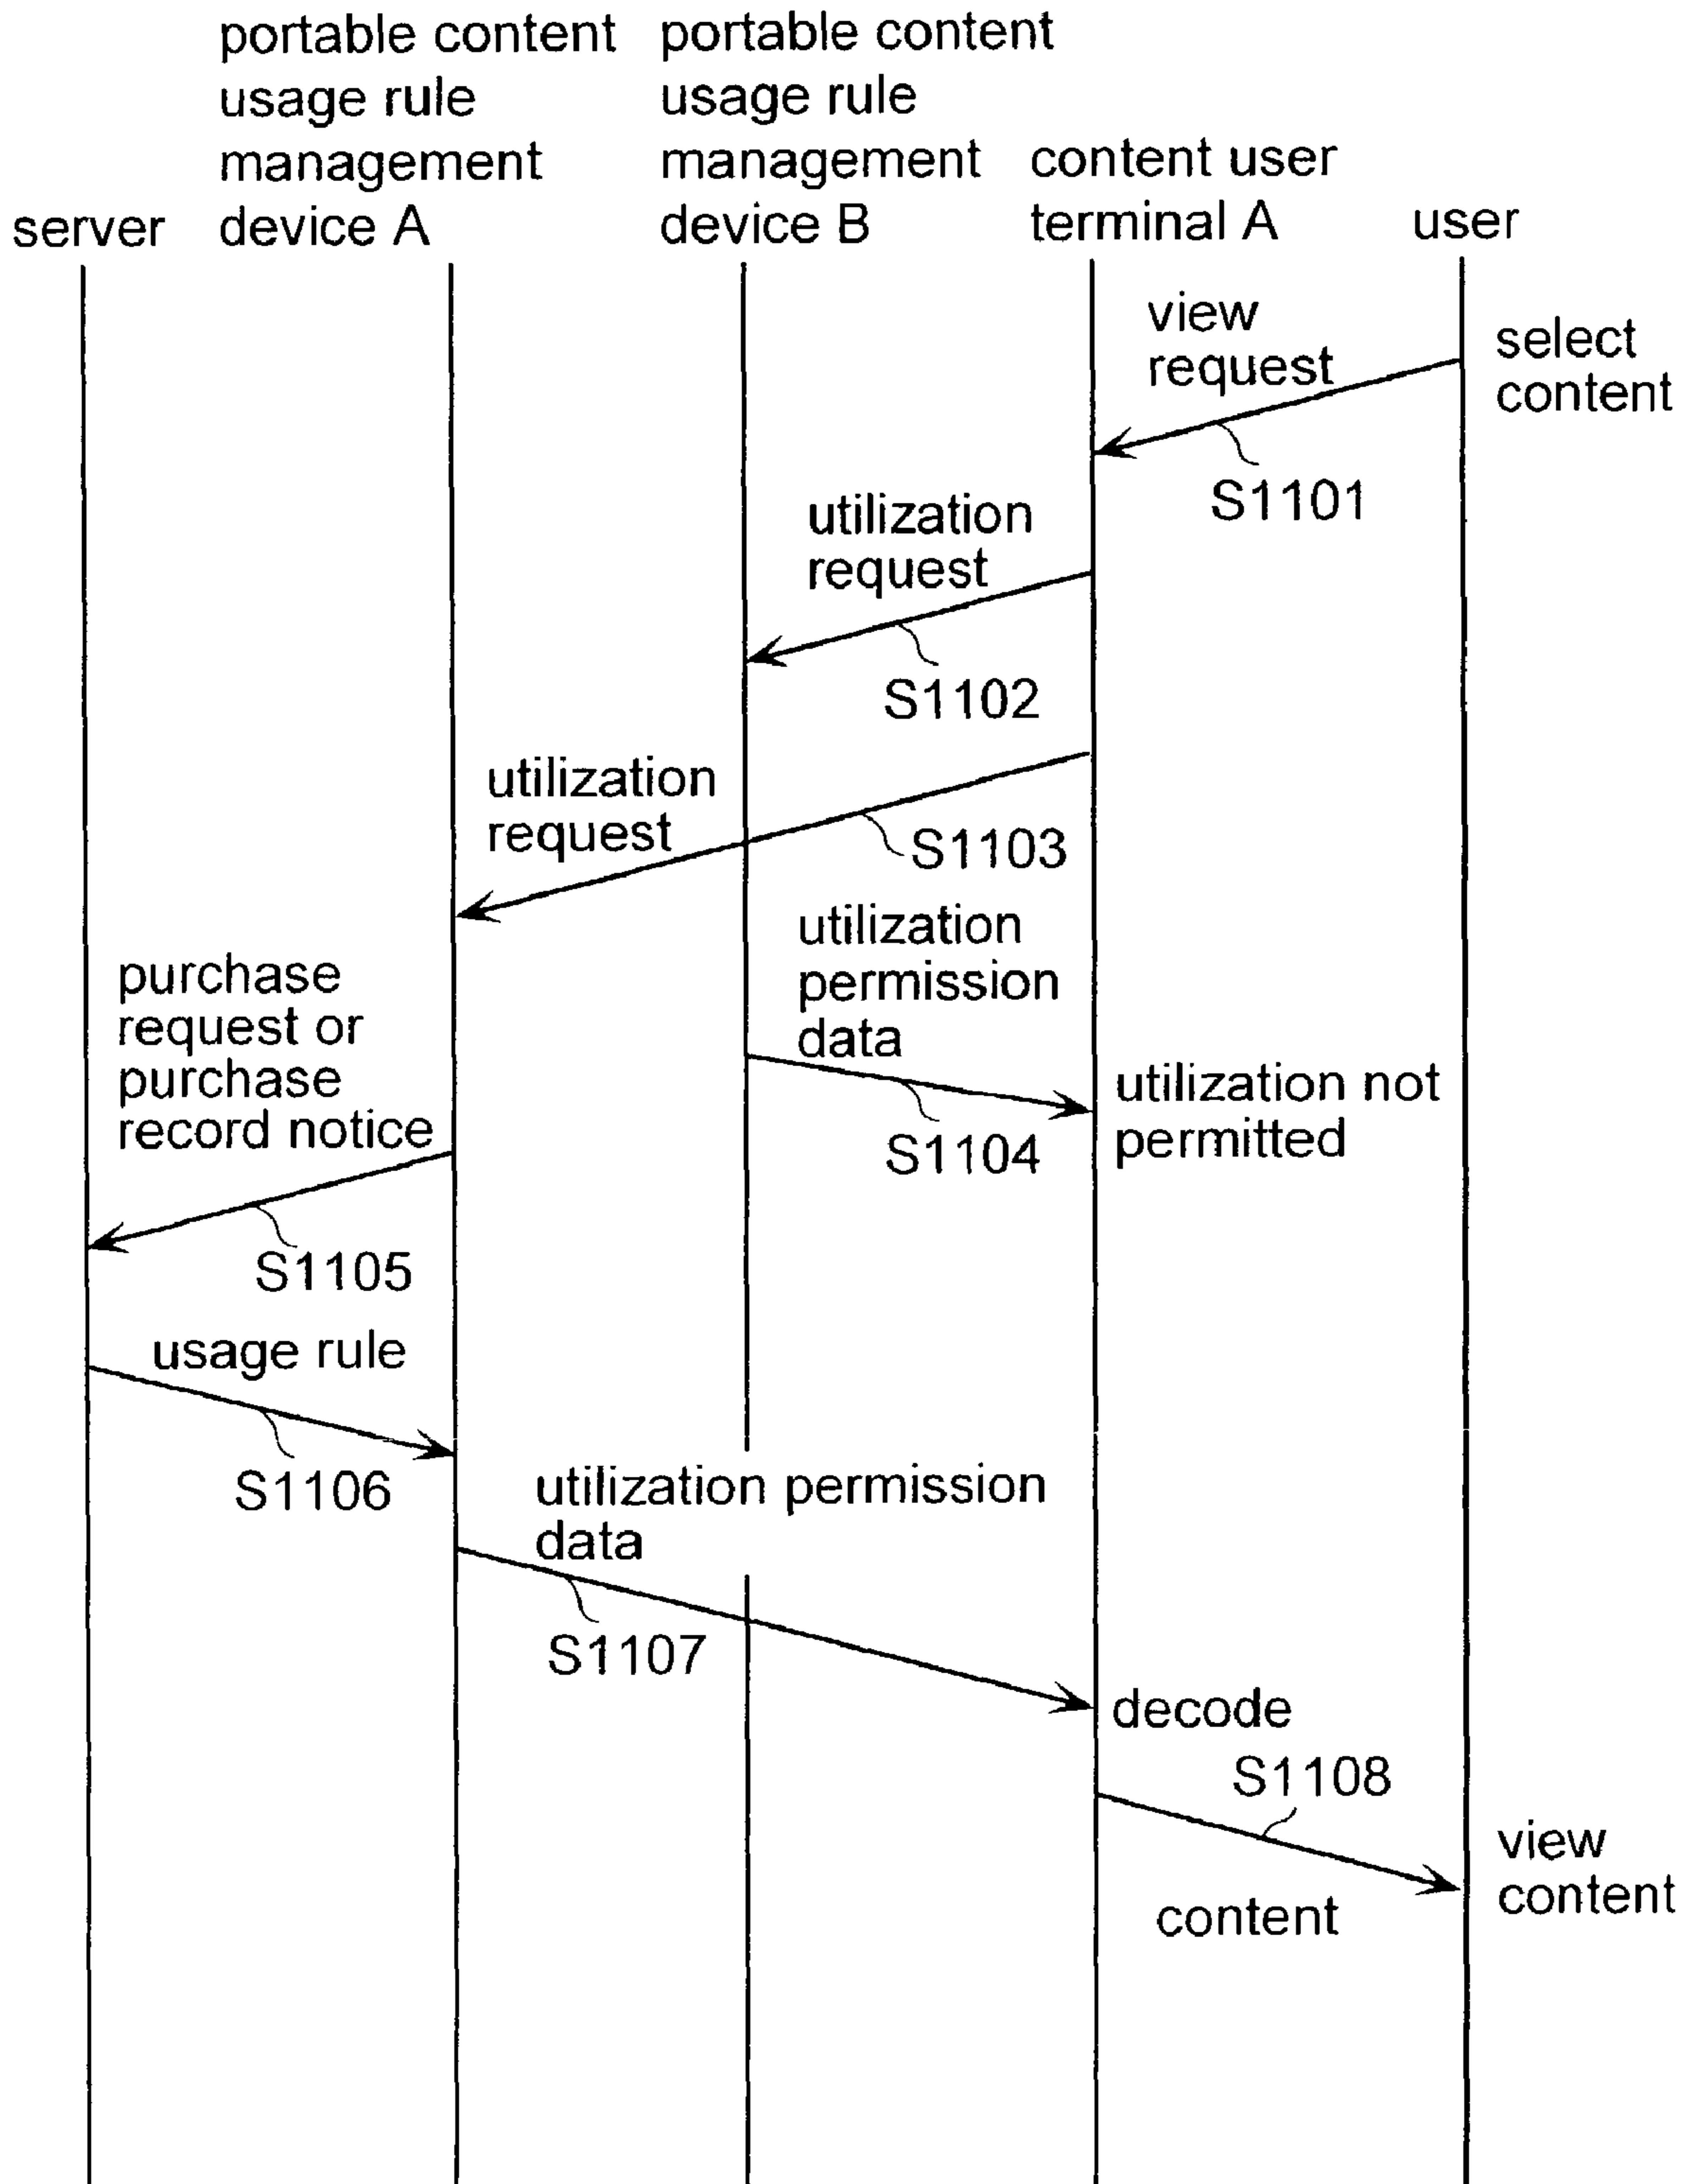 portable content
usage rule
management
device A
portable content
usage rule
management
device B
content user
terminal A
server
user
view
request
select
content
S1101
utilization
request
S1102
utilization
request
S1103
utilization
permission
data
purchase
request or
purchase
record notice
utilization not
permitted
S1104
S1105
usage rule
S1106
utilization permission
data
S1107
decode
S1108
view
content
content